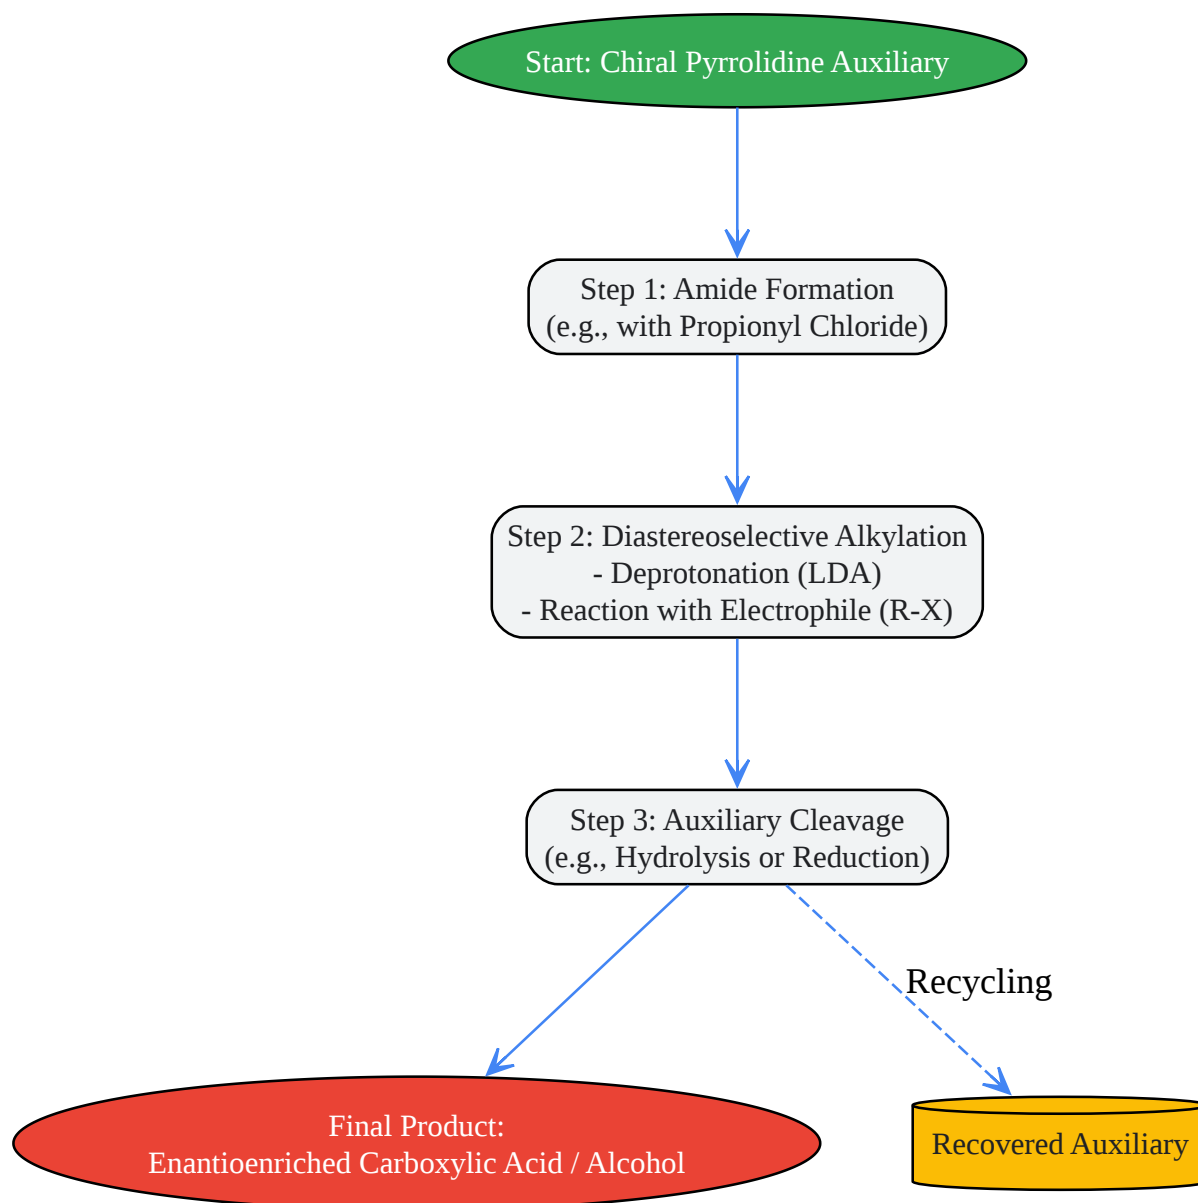 Start: Chiral Pyrrolidine Auxiliary
Step 1: Amide Formation
(e.g., with Propionyl Chloride)
Step 2: Diastereoselective Alkylation
- Deprotonation (LDA)
- Reaction with Electrophile (R-X)
Step 3: Auxiliary Cleavage
(e.g., Hydrolysis or Reduction)
Recycling
Final Product:
Enantioenriched Carboxylic Acid / Alcohol
Recovered Auxiliary